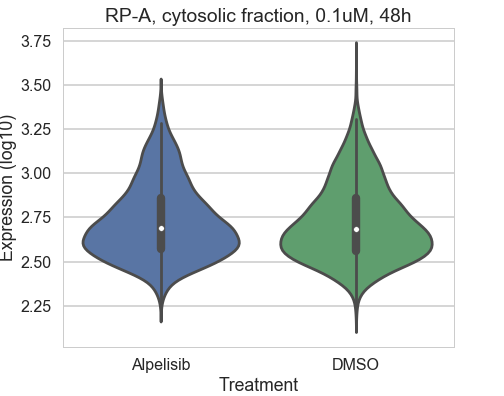 RP-A, cytosolic fraction, 0.1uM, 48h
Expression (log10)
3.75
3.50
3.25
3.00
2.75
2.50
2.25
Alpelisib
DMSO
Treatment